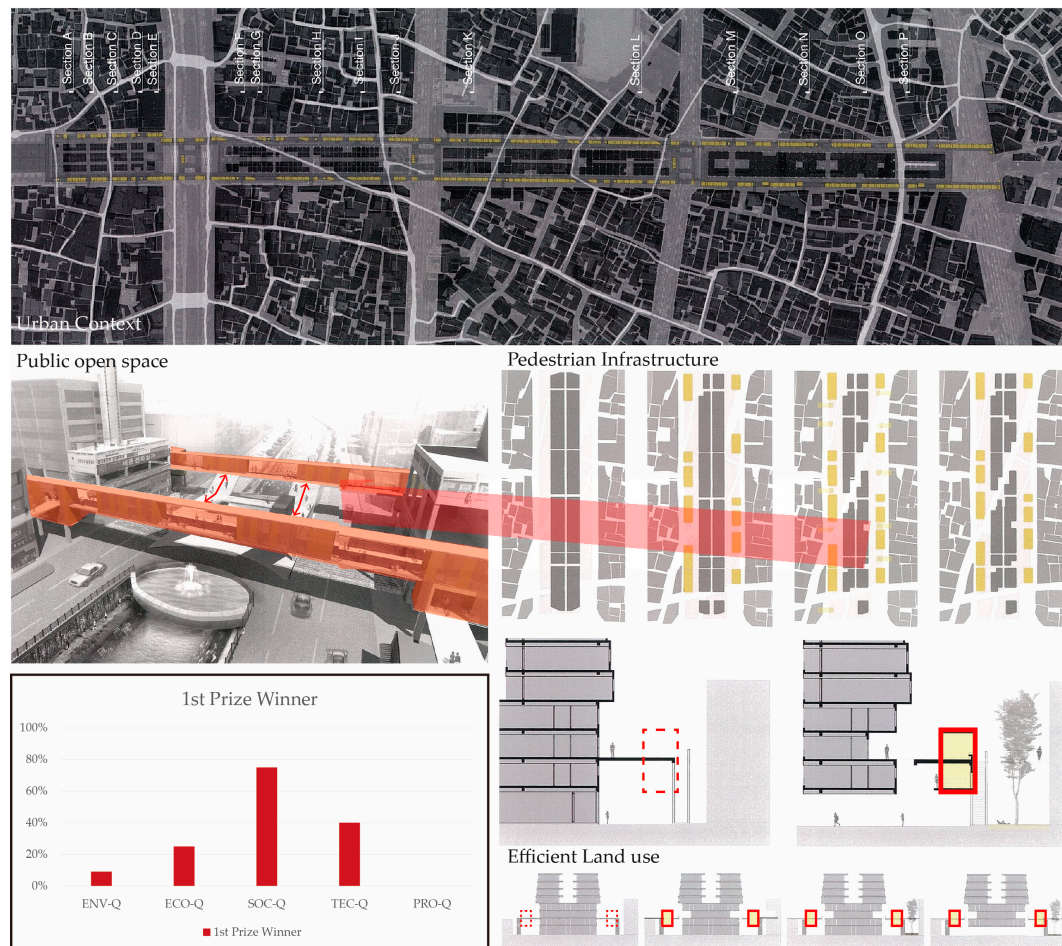 Section A
Section B
Section C
Section D
Section E
Section F
Section G
Section H
Section I
Section J
Section K
Section L
Section M
Section N
Section O
Section P
Urban Context
Public open space
Pedestrian Infrastructure
1st Prize Winner
100%
80%
60%
40%
20%
0%
ENV-Q
ECO-Q
SOC-Q
TEC-Q
PRO-Q
1st Prize Winner
Efficient Land use